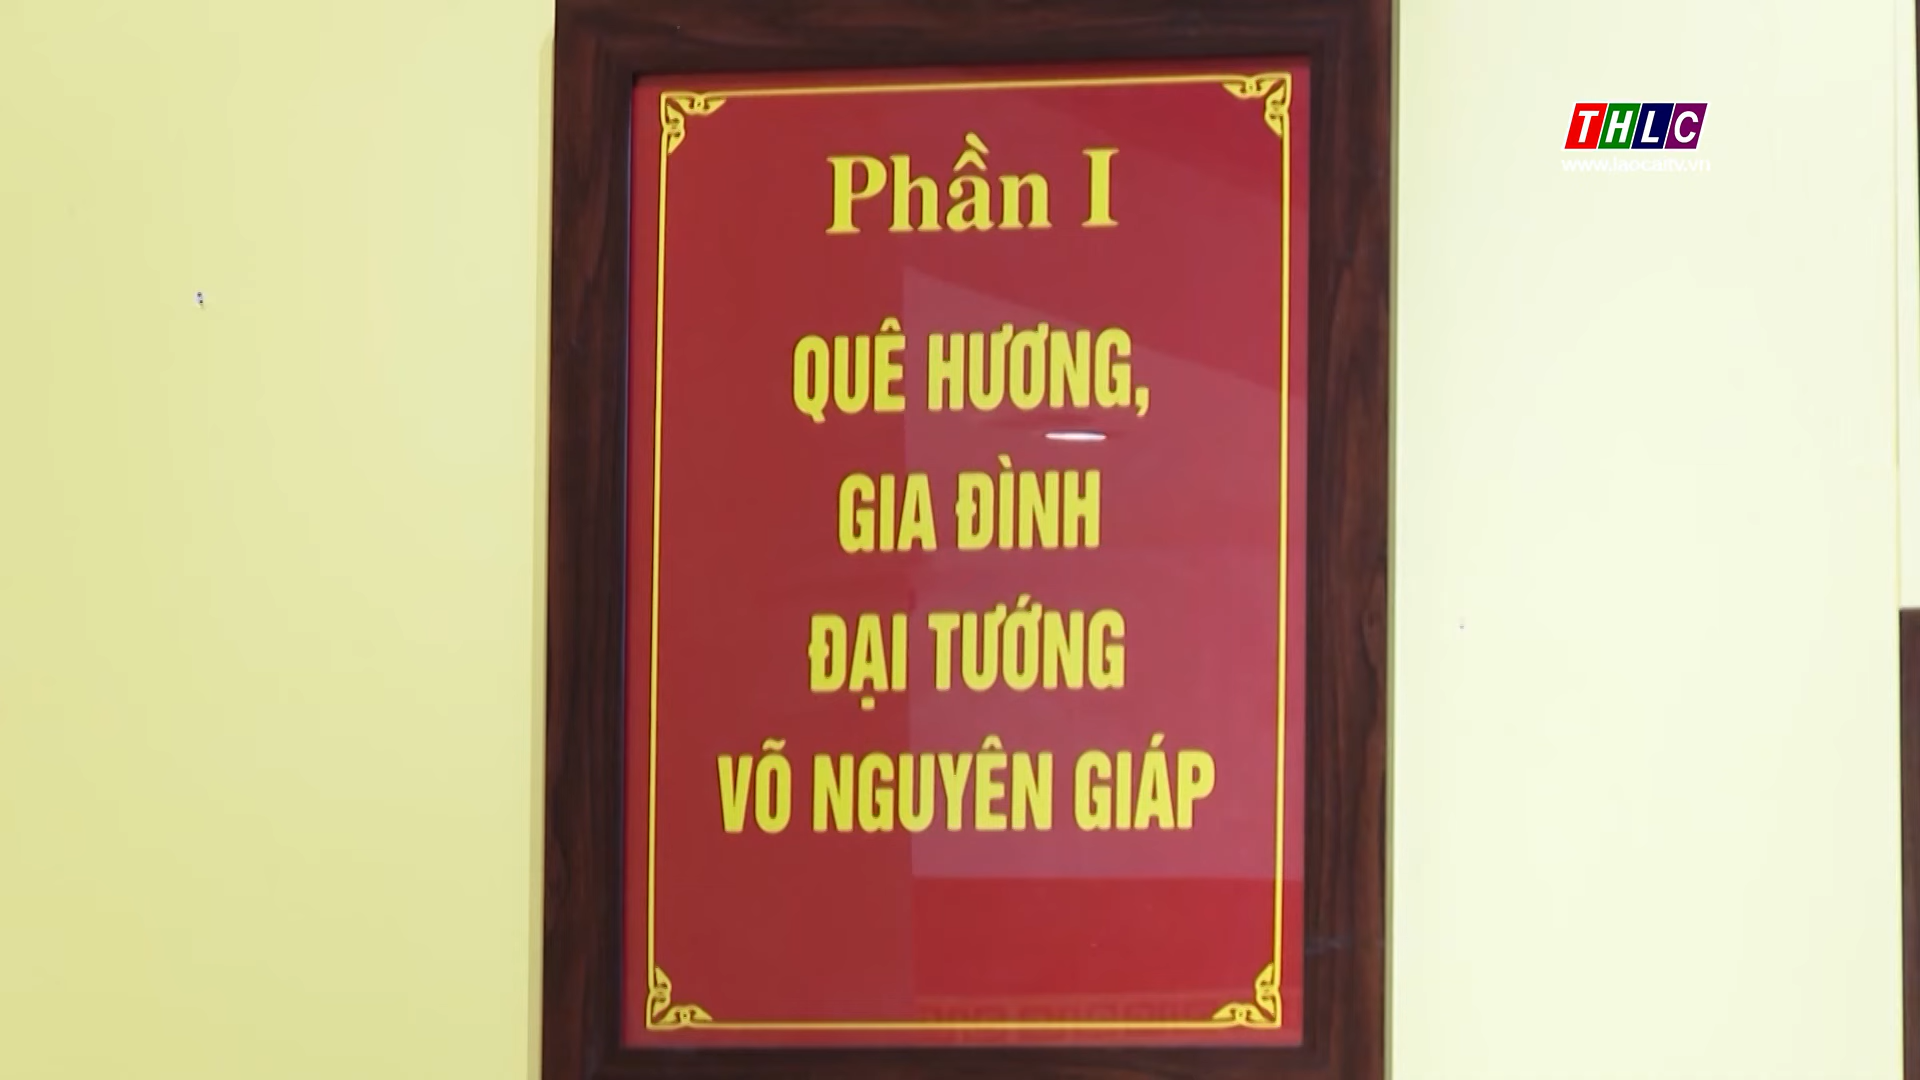 THLC
www.laocaitv.vn
Phần I
QUÊ HƯƠNG,
GIA ĐÌNH
ĐẠI TƯỚNG
VÕ NGUYÊN GIÁP